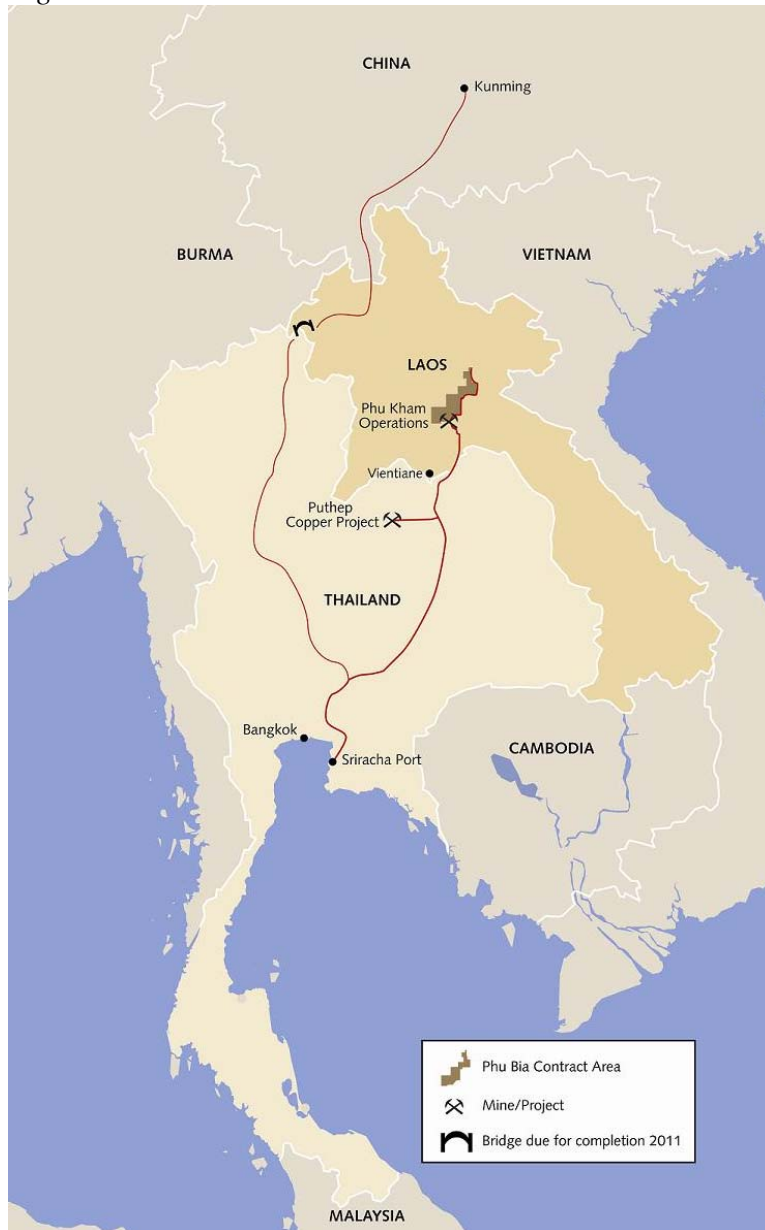 CHINA
Kunming
BURMA
VIETNAM
LAOS
Phu Kham
Operations
Vientiane
Puthep
Copper Project
THAILAND
Bangkok
Sriracha Port
CAMBODIA
Phu Bia Contract Area
Mine/Project
Bridge due for completion 2011
MALAYSIA